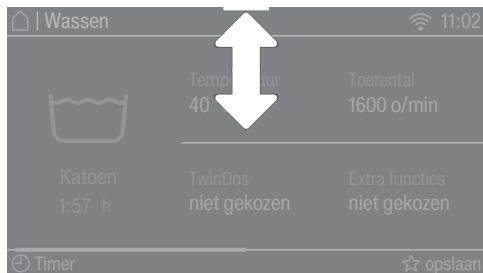 | Wassen 11:02
Toerental
40 1600 o/min
Katoen TwinDos Extra functies
1:57 h niet gekozen niet gekozen
Timer opslaan